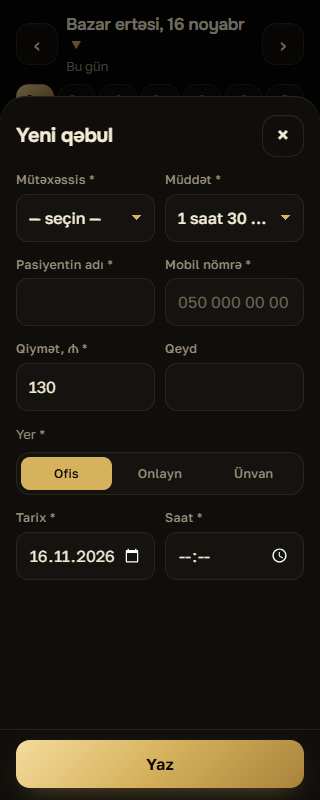 Bazar ertəsi, 16 noyabr
Bu gün
Yeni qəbul
Mütəxəssis *
Müddət *
— seçin —
1 saat 30 ...
Pasiyentin adı *
Mobil nömrə *
050 000 00 00
Qiymət, ₼ *
Qeyd
130
Yer *
Ofis
Onlayn
Ünvan
Tarix *
Saat *
16.11.2026
--:--
Yaz